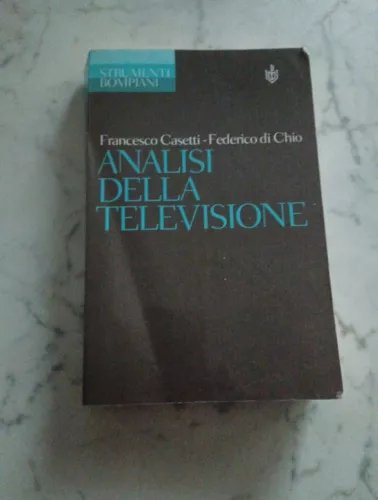 STRUMENTI
BOMPIANI
Francesco Casetti - Federico di Chio
ANALISI
DELLA
TELEVISIONE